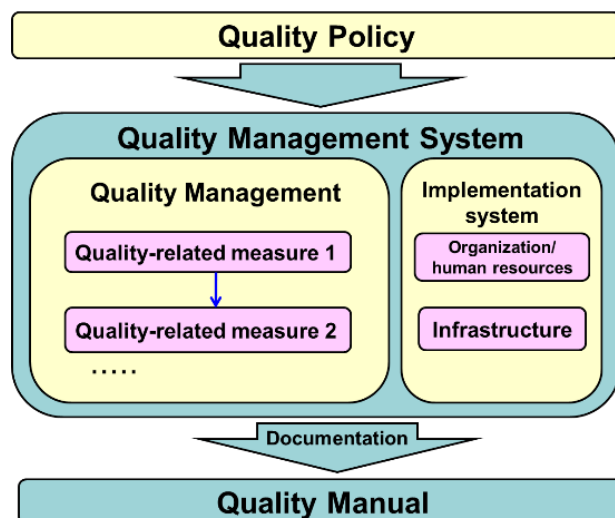 Quality Policy
Quality Management System
Quality Management
Quality-related measure 1
Quality-related measure 2
.....
Implementation
system
Organization/
human resources
Infrastructure
Documentation
Quality Manual